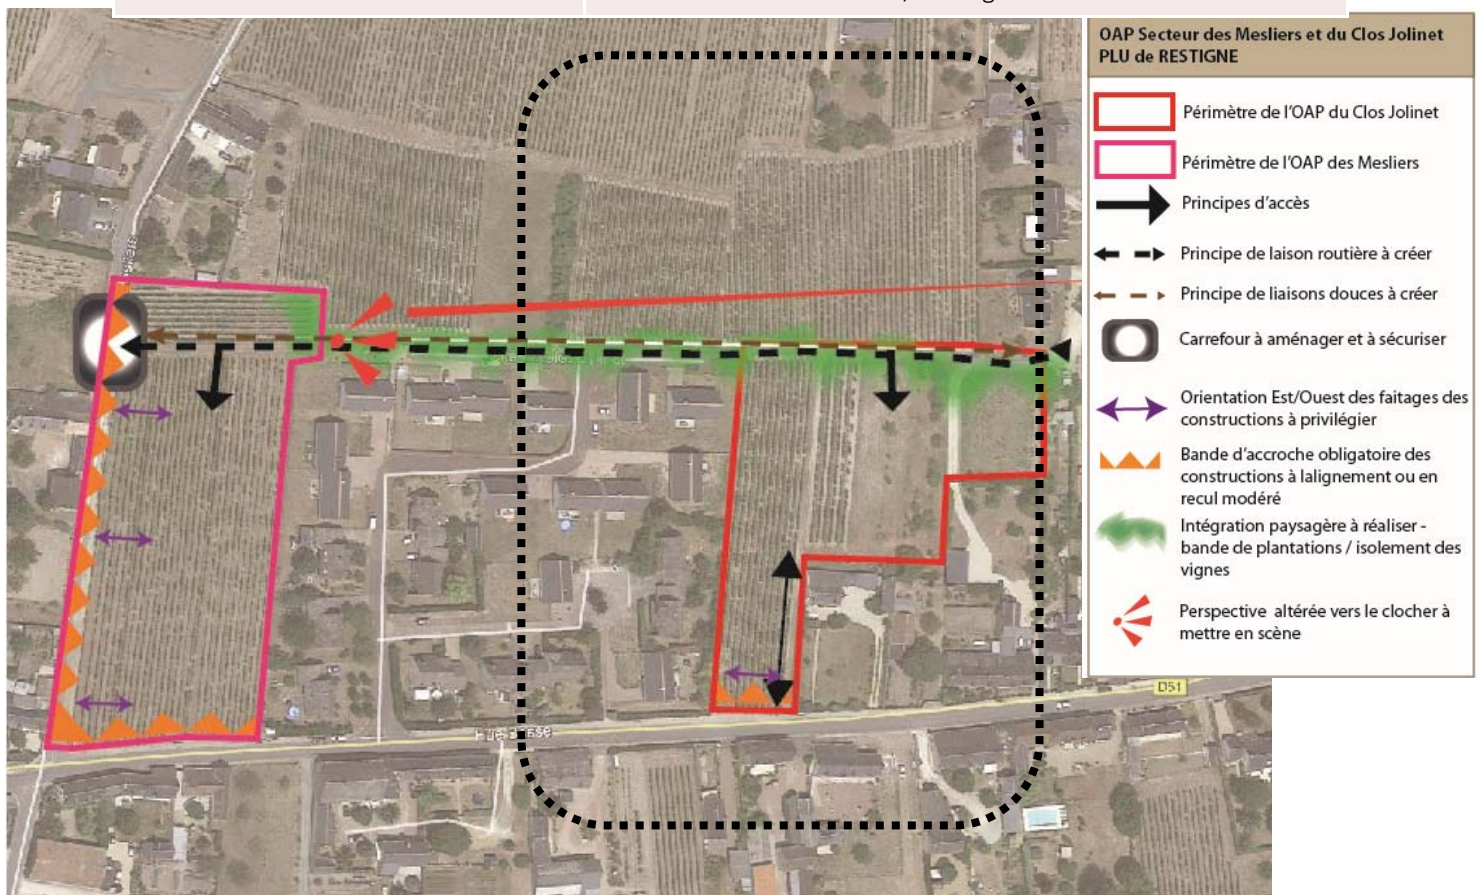 OAP Secteur des Mesliers et du Clos Jolinet
PLU de RESTIGNE
Périmètre de l'OAP du Clos Jolinet
Périmètre de l'OAP des Mesliers
Principes d'accès
Principe de laison routière à créer
Principe de liaisons douces à créer
Carrefour à aménager et à sécuriser
Orientation Est/Ouest des faitages des
constructions à privilégier
Bande d'accroche obligatoire des
constructions à lalignement ou en
recul modéré
Intégration paysagère à réaliser -
bande de plantations / isolement des
vignes
Perspective altérée vers le clocher à
mettre en scène
D51